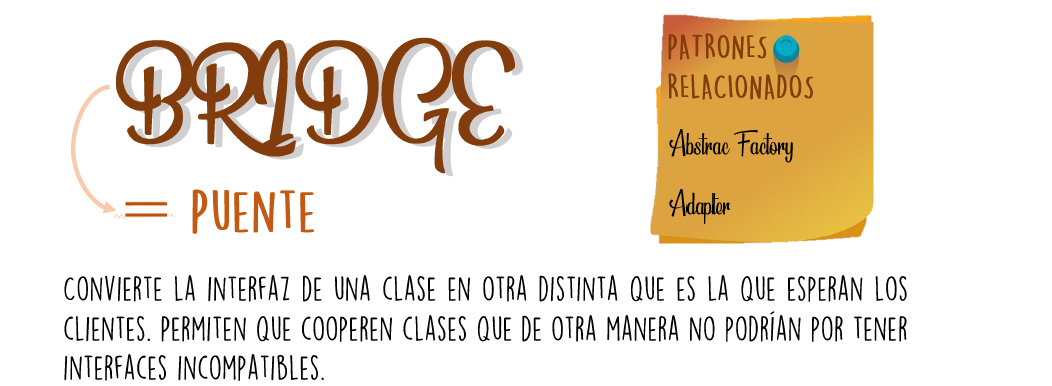 BRIDGE
= PUENTE
PATRONES
RELACIONADOS
Abstrac Factory
Adapter
CONVIERTE LA INTERFAZ DE UNA CLASE EN OTRA DISTINTA QUE ES LA QUE ESPERAN LOS
CLIENTES. PERMITEN QUE COOPEREN CLASES QUE DE OTRA MANERA NO PODRÍAN POR TENER
INTERFACES INCOMPATIBLES.